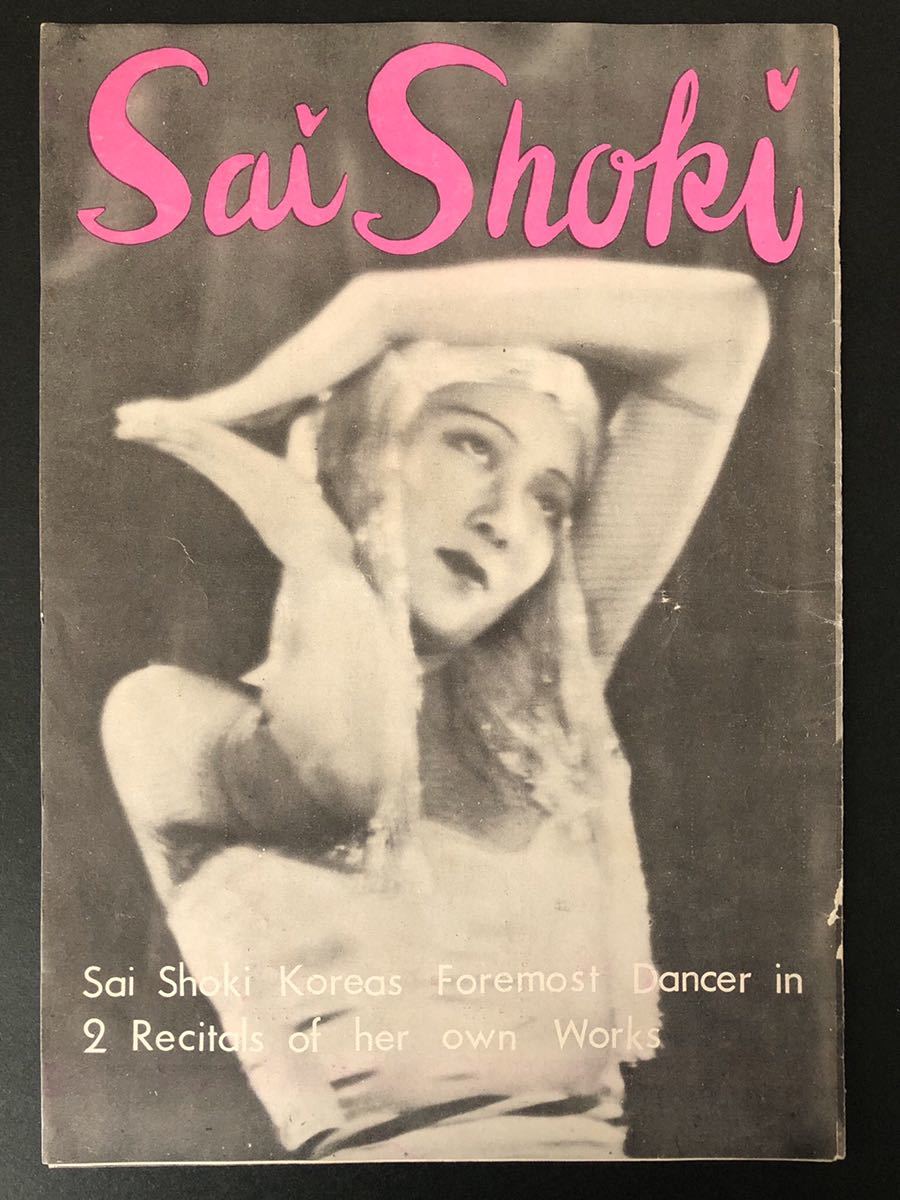 Sai Shoki
Sai Shoki Koreas Foremost Dancer in
2 Recitals of her own Works